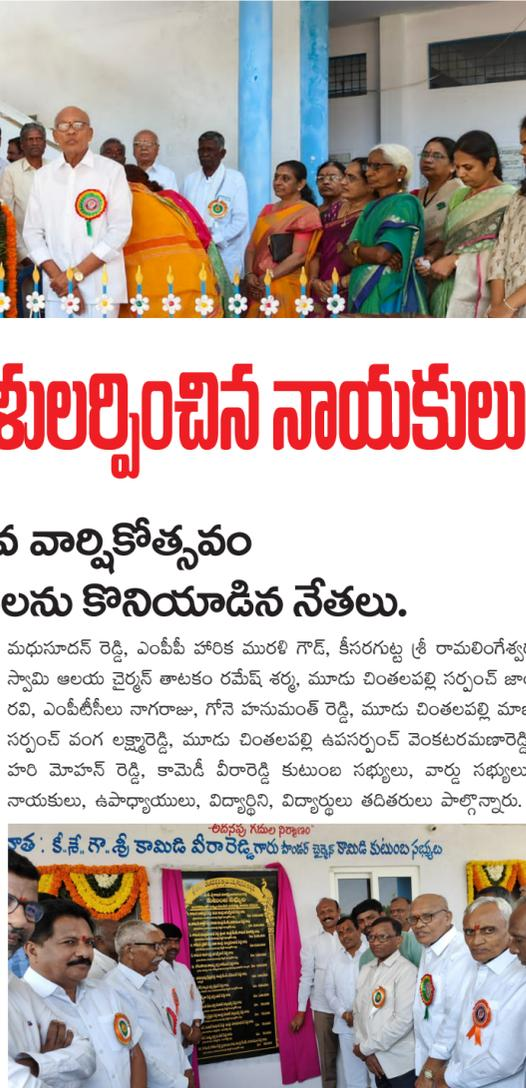 ళులర్పించిన నాయకులు
వ వార్షికోత్సవం
లను కొనియాడిన నేతలు.
మధుసూదన్ రెడ్డి, ఎంపీపీ హారిక మురళి గౌడ్, కీసరగుట్ట శ్రీ రామలింగేశ్వర
స్వామి ఆలయ చైర్మన్ తాటకం రమేష్ శర్మ, మూడు చింతలపల్లి సర్పంచ్ జాం
రవి, ఎంపీటీసీలు నాగరాజు, గోనె హనుమంత్ రెడ్డి, మూడు చింతలపల్లి మాజ
సర్పంచ్ వంగ లక్ష్మారెడ్డి, మూడు చింతలపల్లి ఉపసర్పంచ్ వెంకటరమణారెడ్డి
హరి మోహన్ రెడ్డి, కామెడీ వీరారెడ్డి కుటుంబ సభ్యులు, వార్డు సభ్యులు
నాయకులు, ఉపాధ్యాయులు, విద్యార్థిని, విద్యార్థులు తదితరులు పాల్గొన్నారు.
"అదనపు గదుల నిర్మాణం"
దాత : కీ.శే. గౌ. శ్రీ కామిడి వీరారెడ్డి గారు ఫౌండర్ చైర్మెన్ కామిడి కుటుంబ సభ్యులు